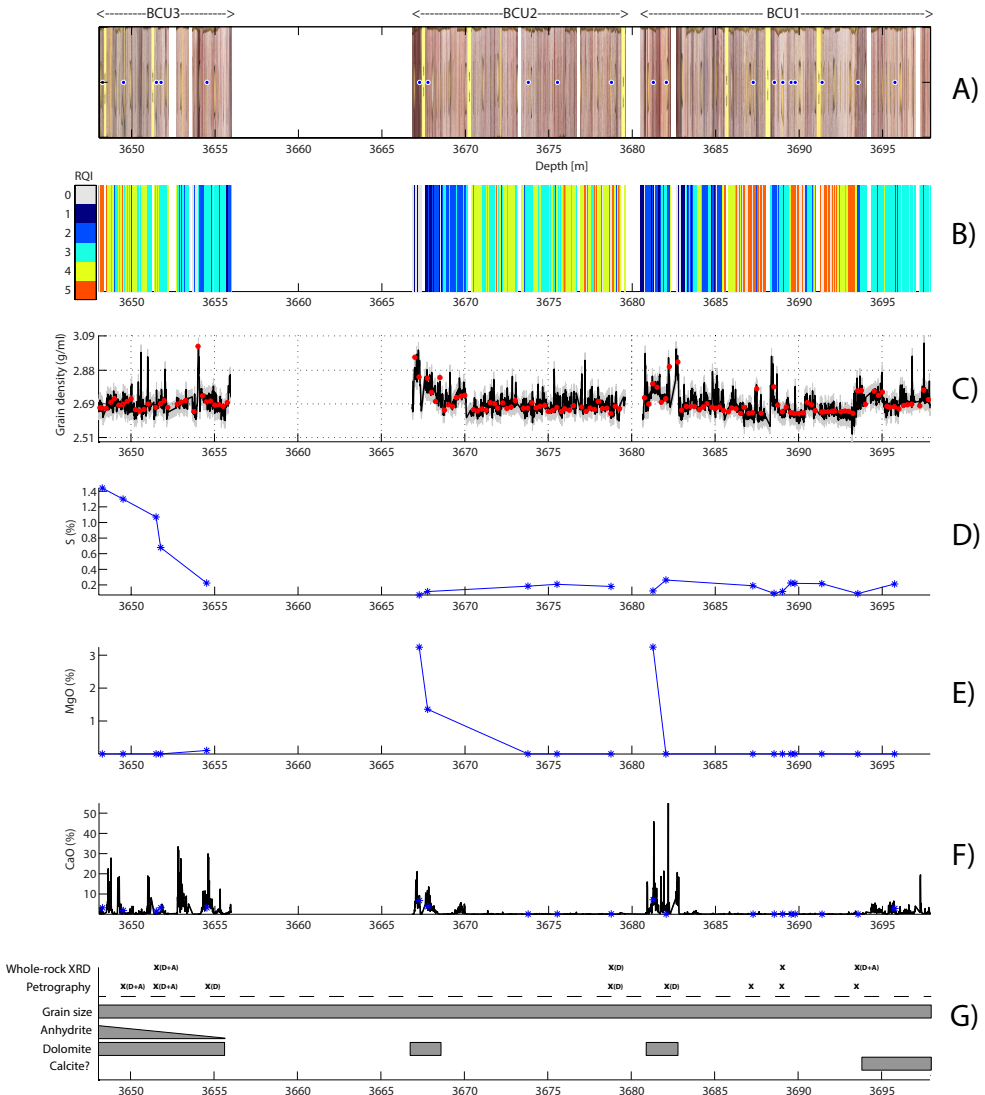 <---------BCU3----------> <---------------BCU2---------------> <---------------------BCU1--------------------->
A)
3650 3655 3660 3665 3670 3675 3680 3685 3690 3695
Depth [m]
RQI
0
1
2
3
4
5
B)
3650 3655 3660 3665 3670 3675 3680 3685 3690 3695
Grain density (g/ml)
3.09
2.88
2.69
2.51
C)
3650 3655 3660 3665 3670 3675 3680 3685 3690 3695
S (%)
1.4
1.2
1.0
0.8
0.6
0.4
0.2
D)
3650 3655 3660 3665 3670 3675 3680 3685 3690 3695
MgO (%)
3
2
1
E)
3650 3655 3660 3665 3670 3675 3680 3685 3690 3695
CaO (%)
50
40
30
20
10
F)
3650 3655 3660 3665 3670 3675 3680 3685 3690 3695
Whole-rock XRD x(D+A) x(D) x x(D+A)
Petrography x(D+A) x(D+A) x(D) x(D) x(D) x x x
Grain size
G)
Anhydrite
Dolomite
Calcite?
3650 3655 3660 3665 3670 3675 3680 3685 3690 3695